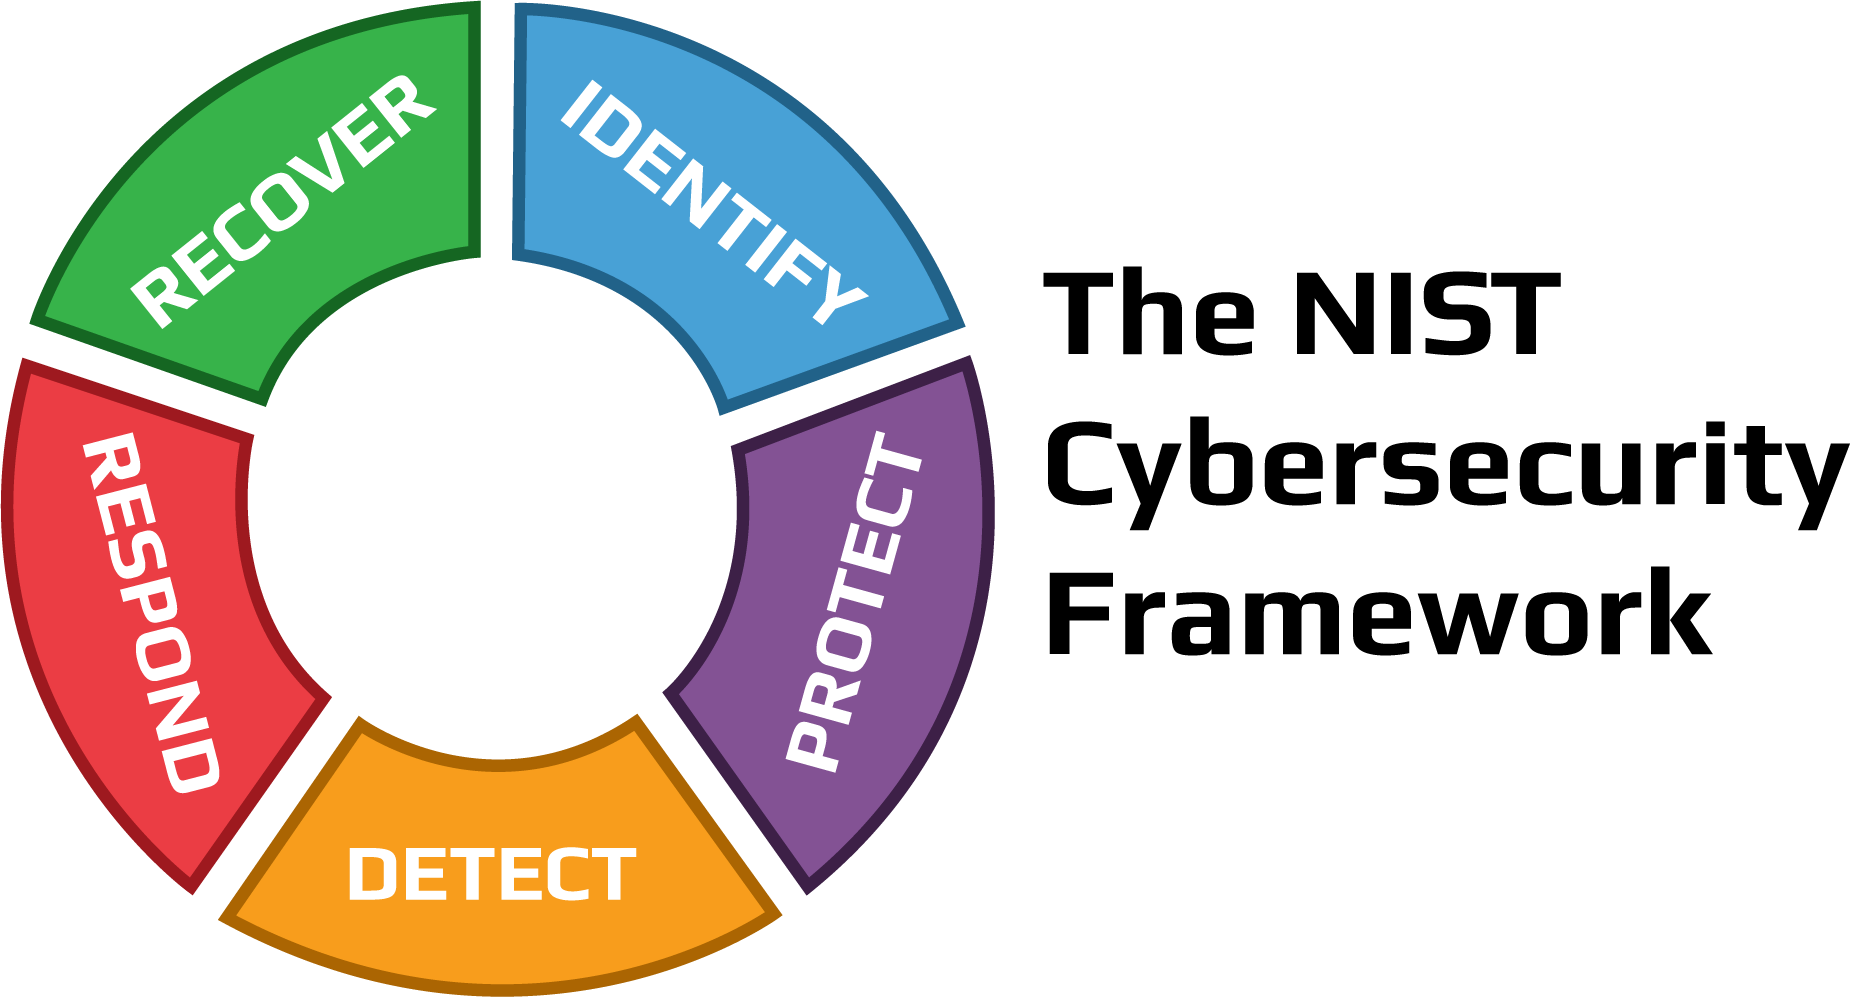 RECOVER
IDENTIFY
PROTECT
DETECT
RESPOND
The NIST
Cybersecurity
Framework